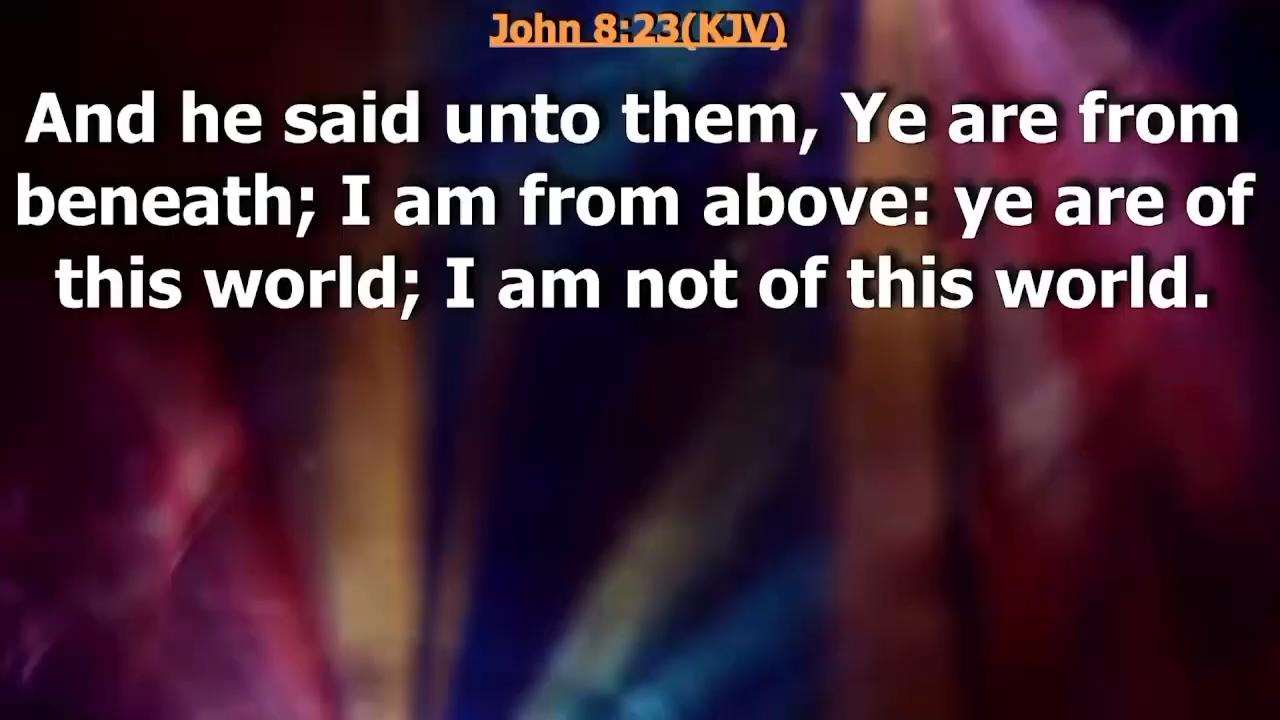 John 8:23(KJV)
And he said unto them, Ye are from
beneath; I am from above: ye are of
this world; I am not of this world.